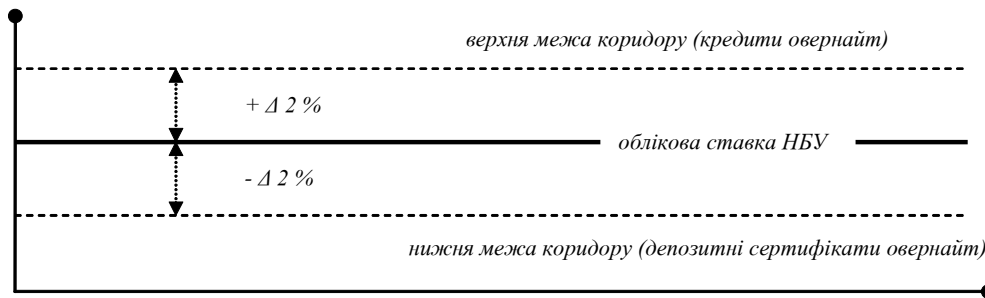 верхня межа коридору (кредити овернайт)
+ Δ 2 %
облікова ставка НБУ
- Δ 2 %
нижня межа коридору (депозитні сертифікати овернайт)